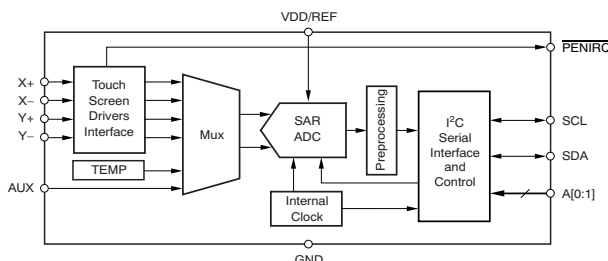 VDD/REF
PENIRQ
X+
X–
Y+
Y–
Touch
Screen
Drivers
Interface
Mux
SAR
ADC
Preprocessing
I²C
Serial
Interface
and
Control
SCL
SDA
TEMP
AUX
Internal
Clock
A[0:1]
GND